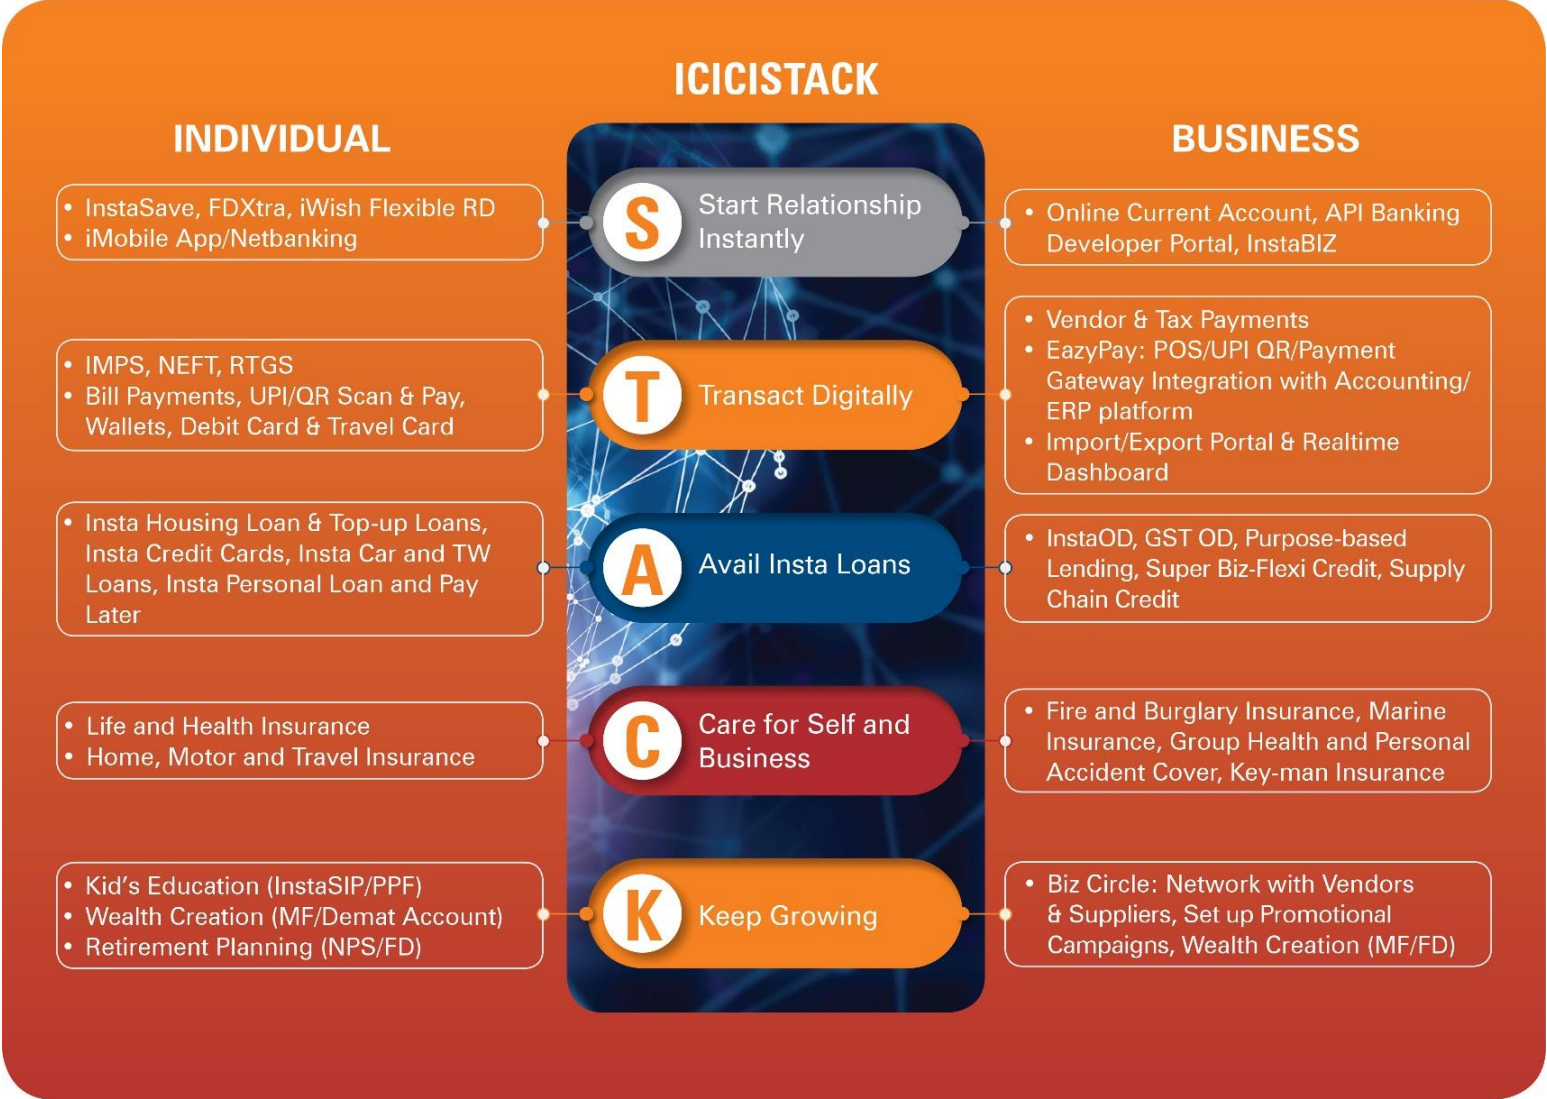 ICICISTACK
INDIVIDUAL
BUSINESS
• InstaSave, FDXtra, iWish Flexible RD
• iMobile App/Netbanking
S
Start Relationship
Instantly
• Online Current Account, API Banking
Developer Portal, InstaBIZ
• IMPS, NEFT, RTGS
• Bill Payments, UPI/QR Scan & Pay,
Wallets, Debit Card & Travel Card
T
Transact Digitally
• Vendor & Tax Payments
• EazyPay: POS/UPI QR/Payment
Gateway Integration with Accounting/
ERP platform
• Import/Export Portal & Realtime
Dashboard
• Insta Housing Loan & Top-up Loans,
Insta Credit Cards, Insta Car and TW
Loans, Insta Personal Loan and Pay
Later
A
Avail Insta Loans
• InstaOD, GST OD, Purpose-based
Lending, Super Biz-Flexi Credit, Supply
Chain Credit
• Life and Health Insurance
• Home, Motor and Travel Insurance
C
Care for Self and
Business
• Fire and Burglary Insurance, Marine
Insurance, Group Health and Personal
Accident Cover, Key-man Insurance
• Kid's Education (InstaSIP/PPF)
• Wealth Creation (MF/Demat Account)
• Retirement Planning (NPS/FD)
K
Keep Growing
• Biz Circle: Network with Vendors
& Suppliers, Set up Promotional
Campaigns, Wealth Creation (MF/FD)